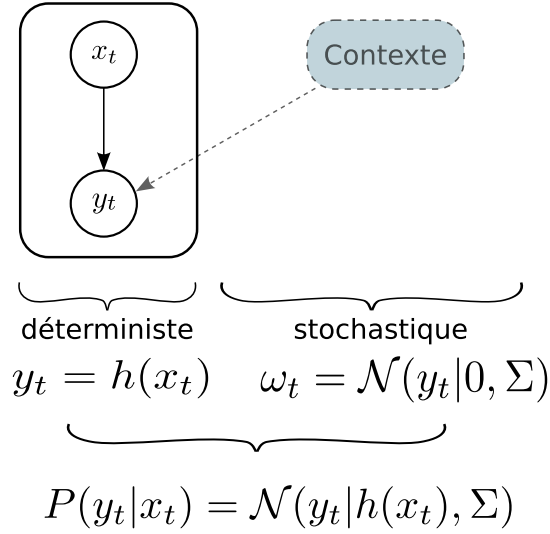 x_t
Contexte
y_t
déterministe
stochastique
y_t = h(x_t)
ω_t = 𝒩(y_t|0, Σ)
P(y_t|x_t) = 𝒩(y_t|h(x_t), Σ)